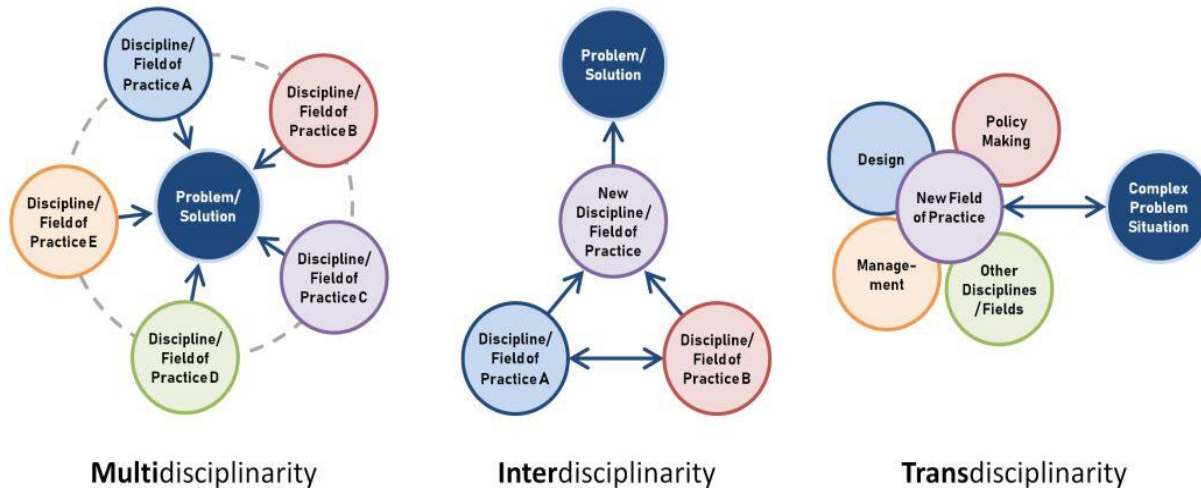 Discipline/
Field of
Practice A
Discipline/
Field of
Practice B
Discipline/
Field of
Practice E
Problem/
Solution
Discipline/
Field of
Practice C
Discipline/
Field of
Practice D
Multidisciplinarity
Problem/
Solution
New
Discipline/
Field of
Practice
Discipline/
Field of
Practice A
Discipline/
Field of
Practice B
Interdisciplinarity
Design
Policy
Making
New Field
of Practice
Complex
Problem
Situation
Manage-
ment
Other
Disciplines
/Fields
Transdisciplinarity